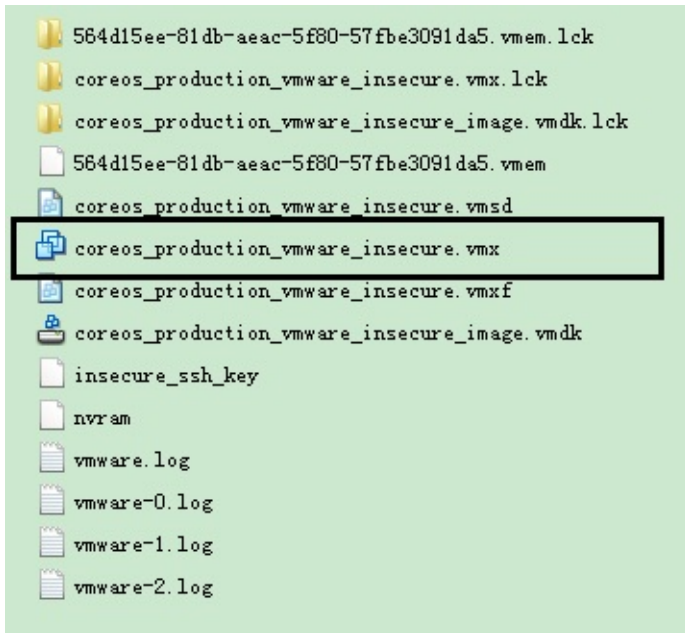 564d15ee-81db-aeac-5f80-57fbe3091da5.vmem.lck
coreos_production_vmware_insecure.vmx.lck
coreos_production_vmware_insecure_image.vmdk.lck
564d15ee-81db-aeac-5f80-57fbe3091da5.vmem
coreos_production_vmware_insecure.vmsd
coreos_production_vmware_insecure.vmx
coreos_production_vmware_insecure.vmxf
coreos_production_vmware_insecure_image.vmdk
insecure_ssh_key
nvram
vmware.log
vmware-0.log
vmware-1.log
vmware-2.log